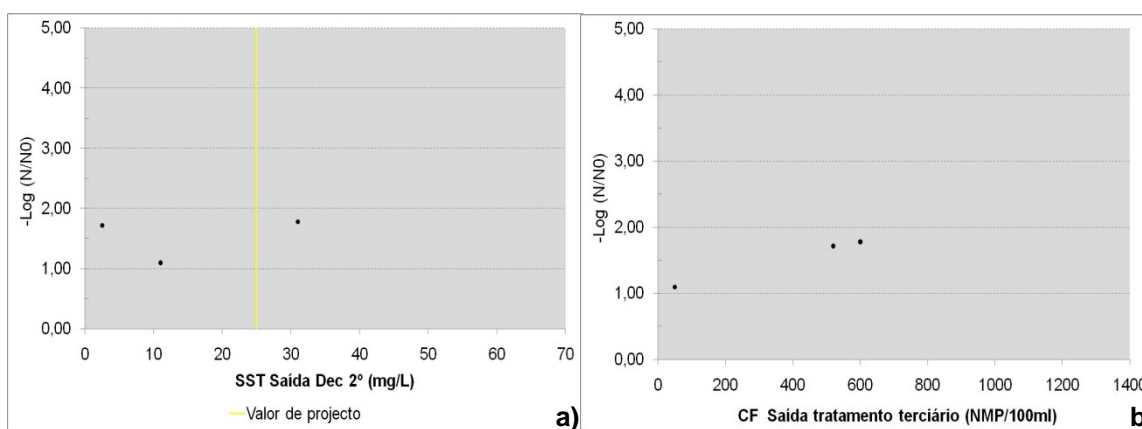 5,00
4,00
3,00
2,00
1,00
0,00
-Log (N/N0)
0 10 20 30 40 50 60 70
SST Saída Dec 2º (mg/L)
Valor de projecto
a)
5,00
4,00
3,00
2,00
1,00
0,00
-Log (N/N0)
0 200 400 600 800 1000 1200 1400
CF Saída tratamento terciário (NMP/100ml)
b